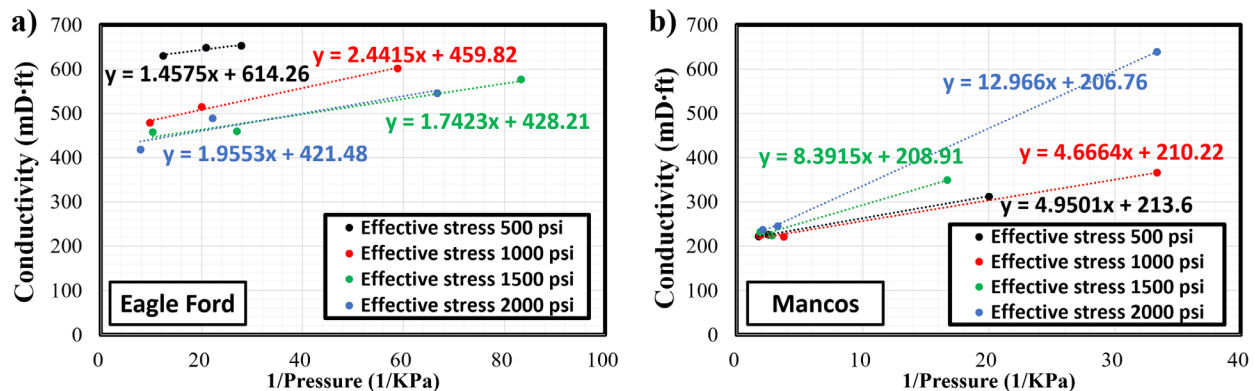 a)
700
600
500
400
300
200
100
0
Conductivity (mD·ft)
y = 1.4575x + 614.26
y = 2.4415x + 459.82
y = 1.7423x + 428.21
y = 1.9553x + 421.48
Effective stress 500 psi
Effective stress 1000 psi
Effective stress 1500 psi
Effective stress 2000 psi
Eagle Ford
0 20 40 60 80 100
1/Pressure (1/KPa)
b)
700
600
500
400
300
200
100
0
Conductivity (mD·ft)
y = 12.966x + 206.76
y = 8.3915x + 208.91
y = 4.6664x + 210.22
y = 4.9501x + 213.6
Effective stress 500 psi
Effective stress 1000 psi
Effective stress 1500 psi
Effective stress 2000 psi
Mancos
0 10 20 30 40
1/Pressure (1/KPa)